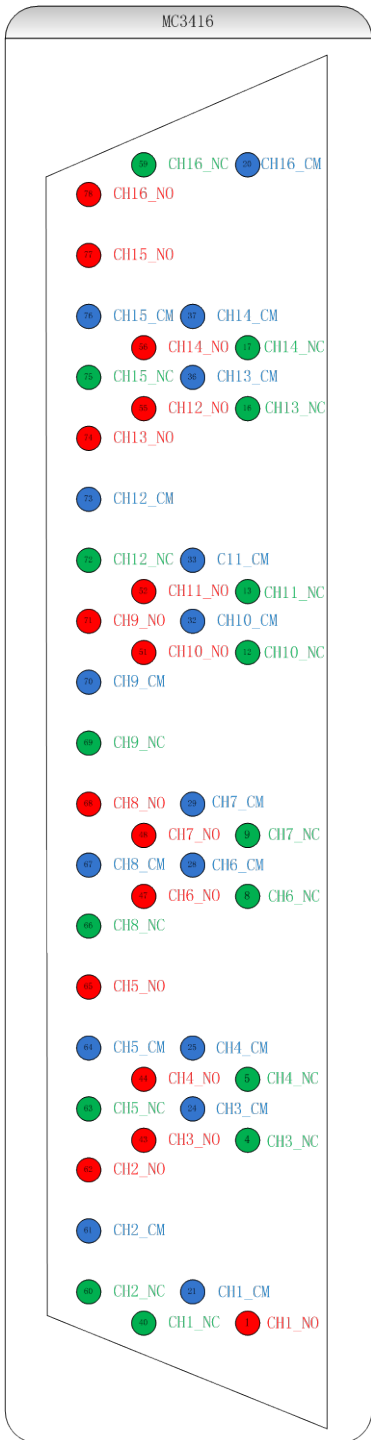 MC3416
59 CH16_NC CH16_CM
78 CH16_NO
77 CH15_NO
76 CH15_CM 37 CH14_CM
CH14_NO 17 CH14_NC
75 CH15_NC 36 CH13_CM
55 CH12_NO CH13_NC
74 CH13_NO
73 CH12_CM
72 CH12_NC 33 C11_CM
52 CH11_NO 13 CH11_NC
71 CH9_NO 32 CH10_CM
51 CH10_NO 12 CH10_NC
70 CH9_CM
69 CH9_NC
68 CH8_NO 29 CH7_CM
CH7_NO 9 CH7_NC
67 CH8_CM 28 CH6_CM
47 CH6_NO 8 CH6_NC
66 CH8_NC
65 CH5_NO
64 CH5_CM 25 CH4_CM
44 CH4_NO 5 CH4_NC
63 CH5_NC 24 CH3_CM
43 CH3_NO 4 CH3_NC
62 CH2_NO
61 CH2_CM
60 CH2_NC 21 CH1_CM
40 CH1_NC 1 CH1_NO